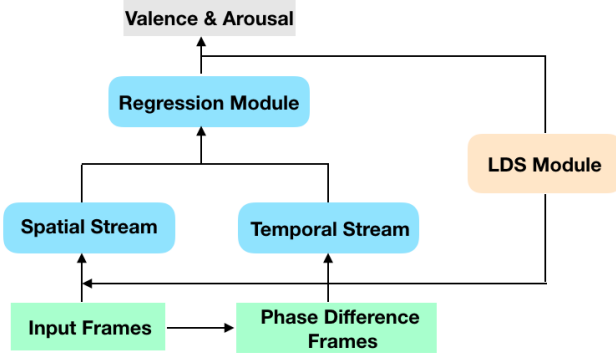 Valence & Arousal
Regression Module
LDS Module
Spatial Stream
Temporal Stream
Input Frames
Phase Difference
Frames